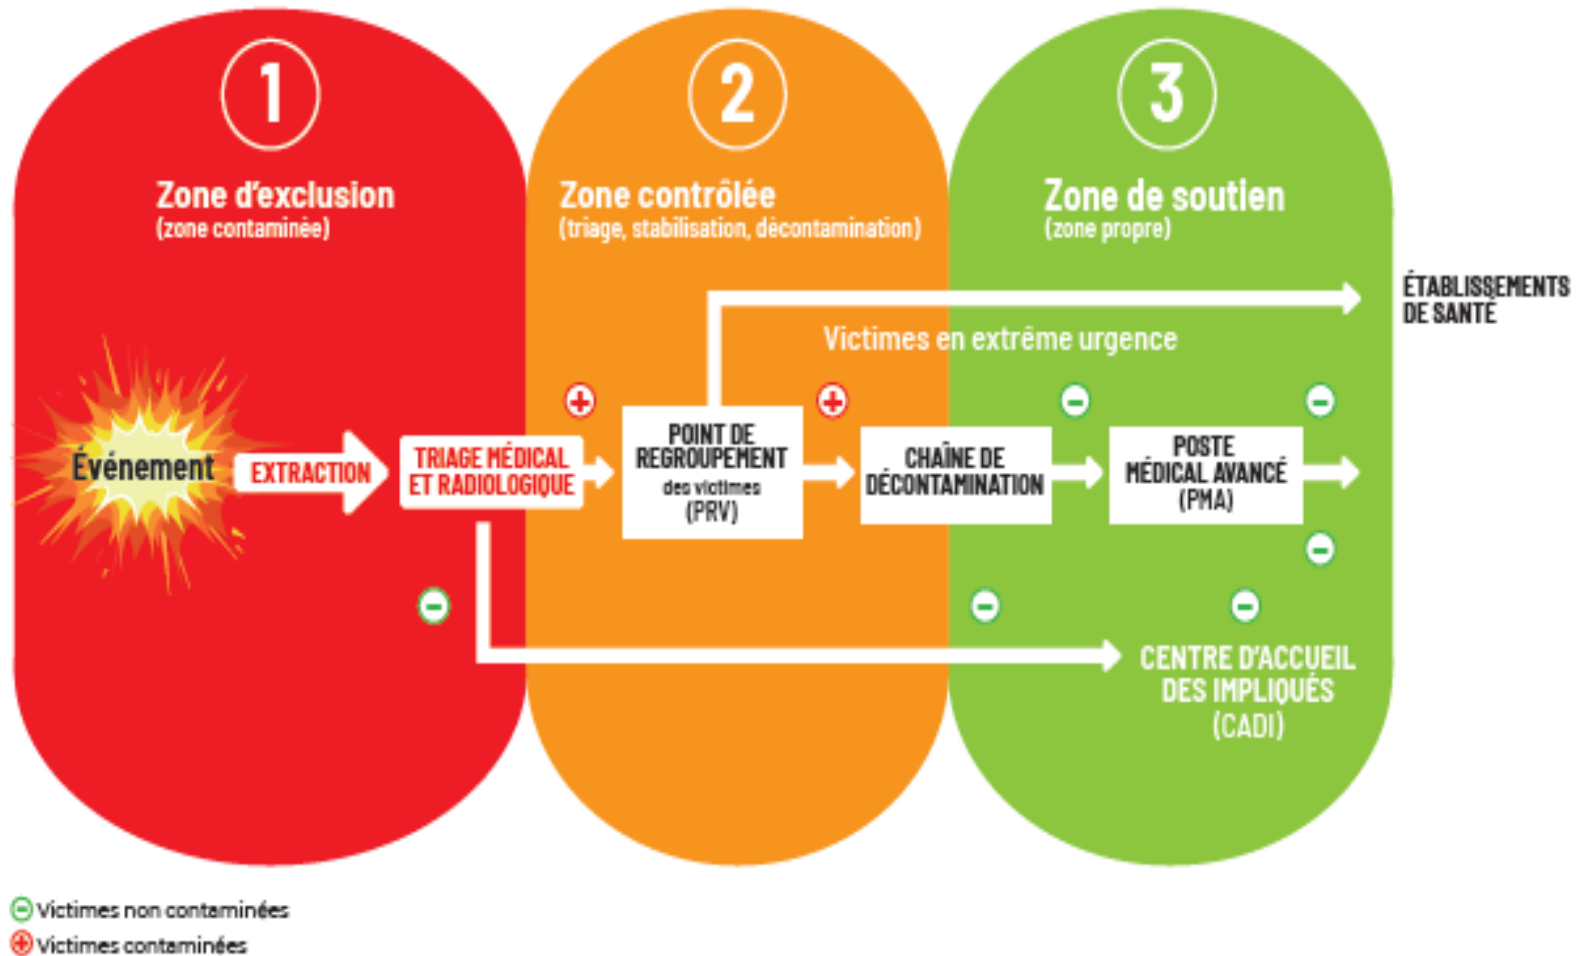 1
Zone d'exclusion
(zone contaminée)
2
Zone contrôlée
(triage, stabilisation, décontamination)
3
Zone de soutien
(zone propre)
ÉTABLISSEMENTS
DE SANTÉ
Victimes en extrême urgence
Événement
EXTRACTION
TRIAGE MÉDICAL
ET RADIOLOGIQUE
+
POINT DE
REGROUPEMENT
des victimes
(PRV)
+
CHAÎNE DE
DÉCONTAMINATION
-
POSTE
MÉDICAL AVANCÉ
(PMA)
-
-
-
-
-
CENTRE D'ACCUEIL
DES IMPLIQUÉS
(CADI)
- Victimes non contaminées
+ Victimes contaminées